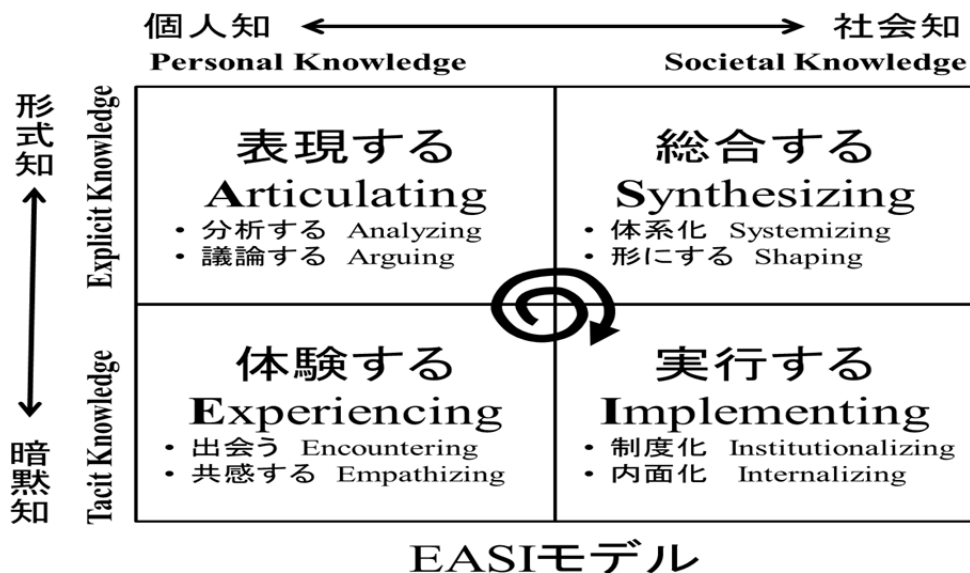 個人知 社会知
Personal Knowledge Societal Knowledge
形式知
Explicit Knowledge
暗黙知
Tacit Knowledge
表現する
Articulating
• 分析する Analyzing
• 議論する Arguing
総合する
Synthesizing
• 体系化 Systemizing
• 形にする Shaping
体験する
Experiencing
• 出会う Encountering
• 共感する Empathizing
実行する
Implementing
• 制度化 Institutionalizing
• 内面化 Internalizing
EASIモデル